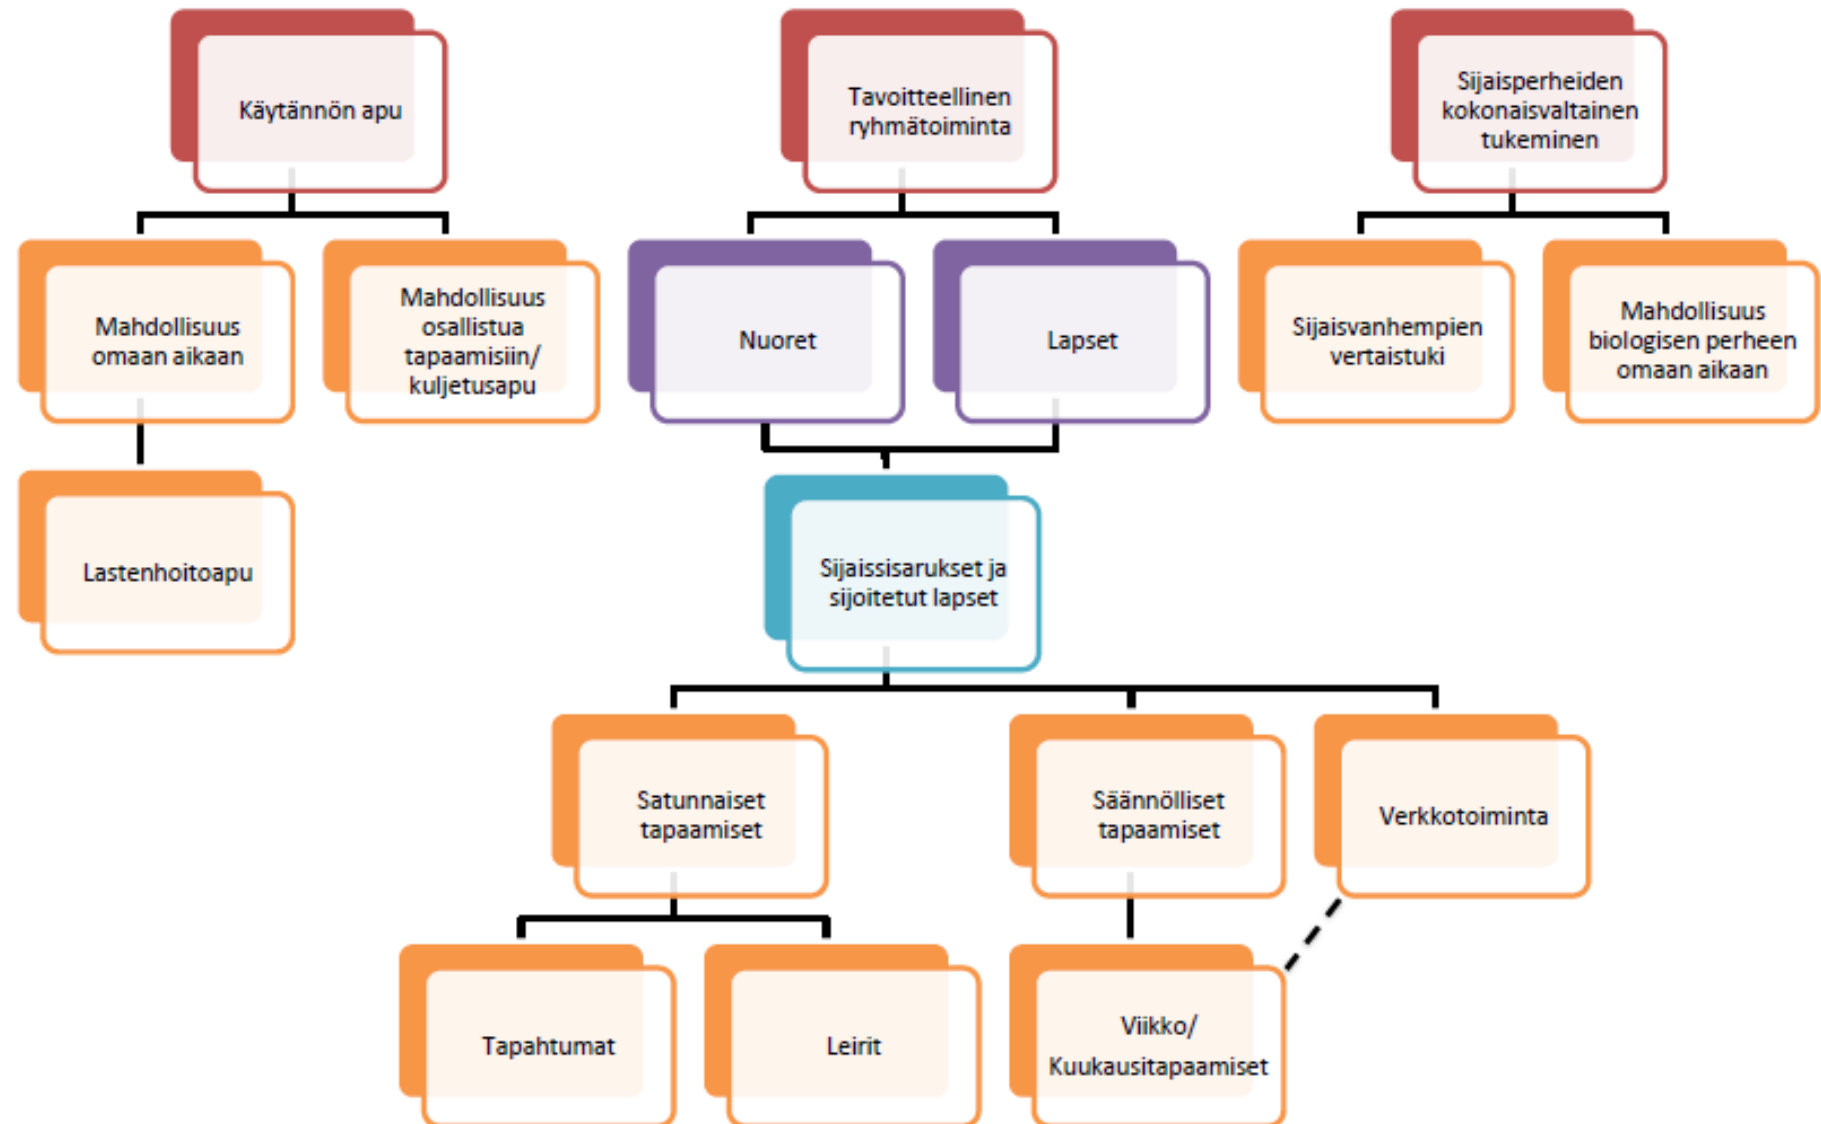 Käytännön apu
Tavoitteellinen
ryhmätoiminta
Sijaisperheiden
kokonaisvaltainen
tukeminen
Mahdollisuus
omaan aikaan
Mahdollisuus
osallistua
tapaamisiin/
kuljetusapu
Nuoret
Lapset
Sijaisvanhempien
vertaistuki
Mahdollisuus
biologisen perheen
omaan aikaan
Lastenhoitoapu
Sijaissisarukset ja
sijoitetut lapset
Satunnaiset
tapaamiset
Säännölliset
tapaamiset
Verkkotoiminta
Tapahtumat
Leirit
Viikko/
Kuukausitapaamiset